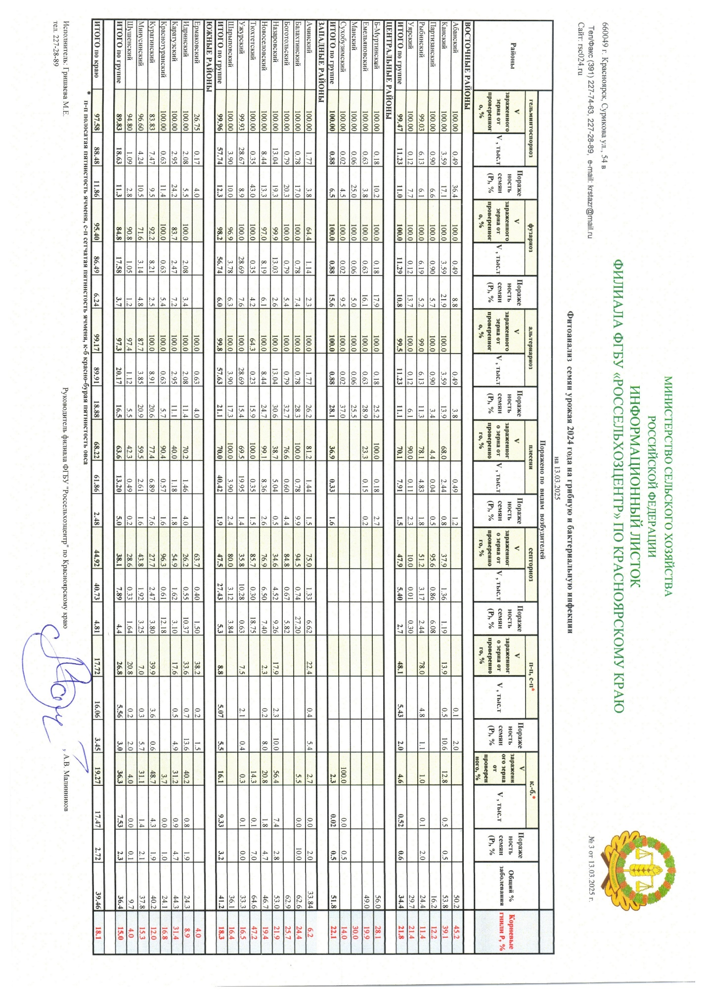 660049 г. Красноярск, Сурикова ул., 54 в
Тел/Факс (391) 227-74-63, 227-28-89, e-mail: krstazr@mail.ru
Сайт: rsc024.ru
МИНИСТЕРСТВО СЕЛЬСКОГО ХОЗЯЙСТВА
РОССИЙСКОЙ ФЕДЕРАЦИИ
ИНФОРМАЦИОННЫЙ ЛИСТОК
ФИЛИАЛА ФГБУ «РОССЕЛЬХОЗЦЕНТР» ПО КРАСНОЯРСКОМУ КРАЮ
№ 3 от 13.03.2025 г.
Фитоанализ семян урожая 2024 года на грибную и бактериальную инфекции
на 13.03.2025
Районы
Поражено по видам возбудителей
гельминтоспориоз фузариоз альтернариоз плесени септориоз п-п, с-п* к.-б.*
V зараженного зерна от проверенног о, % V , тыс.т Пораже ность семян (Р), % V зараженного зерна от проверенног о, % V , тыс.т Пораже ность семян (Р), % V зараженного зерна от проверенног о, % V , тыс.т Пораже ность семян (Р), % V зараженног о зерна от проверенно го, % V , тыс.т Пораже ность семян (Р), % V зараженног о зерна от проверенно го, % V , тыс.т Пораже ность семян (Р), % V зараженног о зерна от проверенно го, % V , тыс.т Пораже ность семян (Р), % V заражени ого зерна от проверен ного, % V , тыс.т Пораже ность семян (Р), % Общий % заболевания Корневые гнили Р, %
ВОСТОЧНЫЕ РАЙОНЫ
Абанский 100.00 0.49 36.4 100.0 0.49 8.8 0.49 3.8 0.49 1.2 0.1 2.0 50.2 45.2
Канский 100.00 3.59 17.1 100.0 3.59 21.9 100.0 3.59 13.9 68.0 2.44 0.8 37.9 1.36 1.19 13.9 0.5 10.6 12.8 0.5 0.5 53.8 39.1
Партизанский 100.00 0.90 6.6 100.0 0.90 5.7 100.0 0.90 3.4 4.4 0.04 0.5 95.6 0.86 6.08 16.2 12.2
Рыбинский 99.03 6.13 6.1 100.0 6.19 5.2 99.0 6.13 11.3 78.1 4.83 1.8 51.2 3.17 2.44 78.0 4.8 1.1 1.0 0.1 2.0 24.4 11.4
Уярский 100.00 0.12 7.7 100.0 0.12 13.7 100.0 0.12 6.1 90.0 0.11 2.3 10.0 0.01 0.30 29.7 21.4
ИТОГО по группе 99.47 11.23 11.0 100.0 11.29 10.8 99.5 11.23 11.1 70.1 7.91 1.5 47.9 5.40 2.7 48.1 5.43 2.0 4.6 0.52 0.6 34.4 21.8
ЦЕНТРАЛЬНЫЕ РАЙОНЫ
Б-Муртинский 100.00 0.18 10.2 100.0 0.18 17.9 100.0 0.18 25.2 100.0 0.18 2.7 56.0 28.1
Емельяновский 100.00 0.63 3.8 100.0 0.63 16.1 100.0 0.63 28.9 23.3 0.15 0.2 49.0 19.9
Манский 100.00 0.06 25.0 100.0 0.06 5.0 100.0 0.06 25.5 30.0
Сухобузимский 100.00 0.02 4.5 100.0 0.02 9.5 100.0 0.02 37.0 100.0 0.0 0.5 14.0
ИТОГО по группе 100.00 0.88 6.5 100.0 0.88 15.6 100.0 0.88 28.1 36.9 0.33 1.6 2.3 0.02 0.5 51.8 22.1
ЗАПАДНЫЕ РАЙОНЫ
Ачинский 100.00 1.77 3.8 64.4 1.14 2.3 100.0 1.77 26.2 81.2 1.44 1.5 75.0 1.33 6.62 22.4 0.4 5.4 2.7 0.0 2.0 33.84 6.2
Балахтинский 100.00 0.78 17.0 100.0 0.78 7.4 100.0 0.78 28.3 100.0 0.78 9.9 94.5 0.74 27.20 5.5 0.0 10.0 62.6 24.4
Боготольский 100.00 0.79 20.3 100.0 0.79 5.4 100.0 0.79 32.7 76.6 0.60 4.4 84.8 0.67 5.82 62.9 25.7
Назаровский 100.00 13.04 19.3 99.9 13.03 2.6 100.0 13.04 30.6 38.7 5.04 0.5 34.6 4.52 9.26 17.9 2.3 10.0 56.4 7.4 2.8 53.0 21.9
Новоселовский 100.00 8.44 13.3 97.0 8.19 6.1 100.0 8.44 24.7 99.1 8.36 2.6 76.9 6.50 7.40 2.3 0.2 8.0 20.8 1.8 4.7 46.7 19.4
Тюхтетский 100.00 0.35 43.0 100.0 0.35 4.2 64.3 0.23 15.9 100.0 0.35 1.5 85.7 0.30 18.75 14.3 0.1 7.0 64.6 47.2
Ужурский 99.93 28.67 8.9 100.0 28.69 7.6 100.0 28.69 15.4 69.5 19.95 1.4 35.8 10.28 0.63 7.5 2.1 0.4 0.3 0.1 0.0 33.3 16.5
Шарыповский 100.00 3.90 10.0 96.9 3.78 6.3 100.0 3.90 17.3 100.0 3.90 2.4 80.0 3.12 3.84 36.1 16.4
ИТОГО по группе 99.96 57.74 12.3 98.2 56.74 6.0 99.8 57.63 21.1 70.0 40.42 1.9 47.5 27.43 5.3 8.8 5.07 5.5 16.1 9.33 3.2 41.2 18.3
ЮЖНЫЕ РАЙОНЫ
Ермаковский 26.75 0.17 4.0 100.0 0.63 4.0 63.7 0.40 1.50 38.2 0.2 1.5 4.0
Идринский 100.00 2.08 5.5 100.0 2.08 3.4 100.0 2.08 11.4 70.2 1.46 4.0 26.2 0.55 10.37 33.6 0.7 13.6 40.2 0.8 1.9 24.3 8.9
Каратузский 100.00 2.95 24.2 83.7 2.47 7.2 100.0 2.95 11.1 40.0 1.18 1.8 54.9 1.62 3.10 17.6 0.5 4.9 31.2 0.9 4.7 44.3 31.4
Краснотуранский 100.00 0.63 11.4 100.0 0.63 5.4 100.0 0.63 5.7 90.4 0.57 1.6 96.3 0.61 12.18 3.7 0.0 1.0 24.1 16.8
Курагинский 83.83 7.47 9.5 92.2 8.21 2.5 100.0 8.91 20.6 77.4 6.89 7.6 27.7 2.47 3.80 39.9 3.6 0.6 48.7 4.3 1.9 40.2 12.0
Минусинский 96.60 4.24 10.5 71.6 3.14 4.8 87.7 3.85 20.9 59.5 2.61 1.6 43.8 1.92 3.25 7.0 0.3 5.7 31.1 1.4 2.1 37.8 15.3
Шушенский 94.80 1.09 2.8 90.8 1.05 1.2 97.4 1.12 5.5 42.3 0.49 0.2 28.6 0.33 1.64 20.8 0.2 2.0 4.0 0.0 0.1 9.7 4.0
ИТОГО по группе 89.83 18.63 11.3 84.8 17.58 3.7 97.3 20.17 16.5 63.6 13.20 5.0 38.1 7.89 4.4 26.8 5.56 3.0 36.3 7.53 2.3 36.4 15.0
ИТОГО по краю 97.58 88.48 11.86 95.40 86.49 6.24 99.17 89.91 18.88 68.22 61.86 2.48 44.92 40.73 4.81 17.72 16.06 3.45 19.27 17.47 2.72 39.46 18.1
* п-п полосатая пятнистость ячменя, с-п сетчатая пятнистость ячменя, к-б красно-бурая пятнистость овса
Руководитель филиала ФГБУ "Россельхозцентр" по Красноярскому краю , А.В. Малинников
Исполнитель: Гришаева М.Е.
тел. 227-28-89